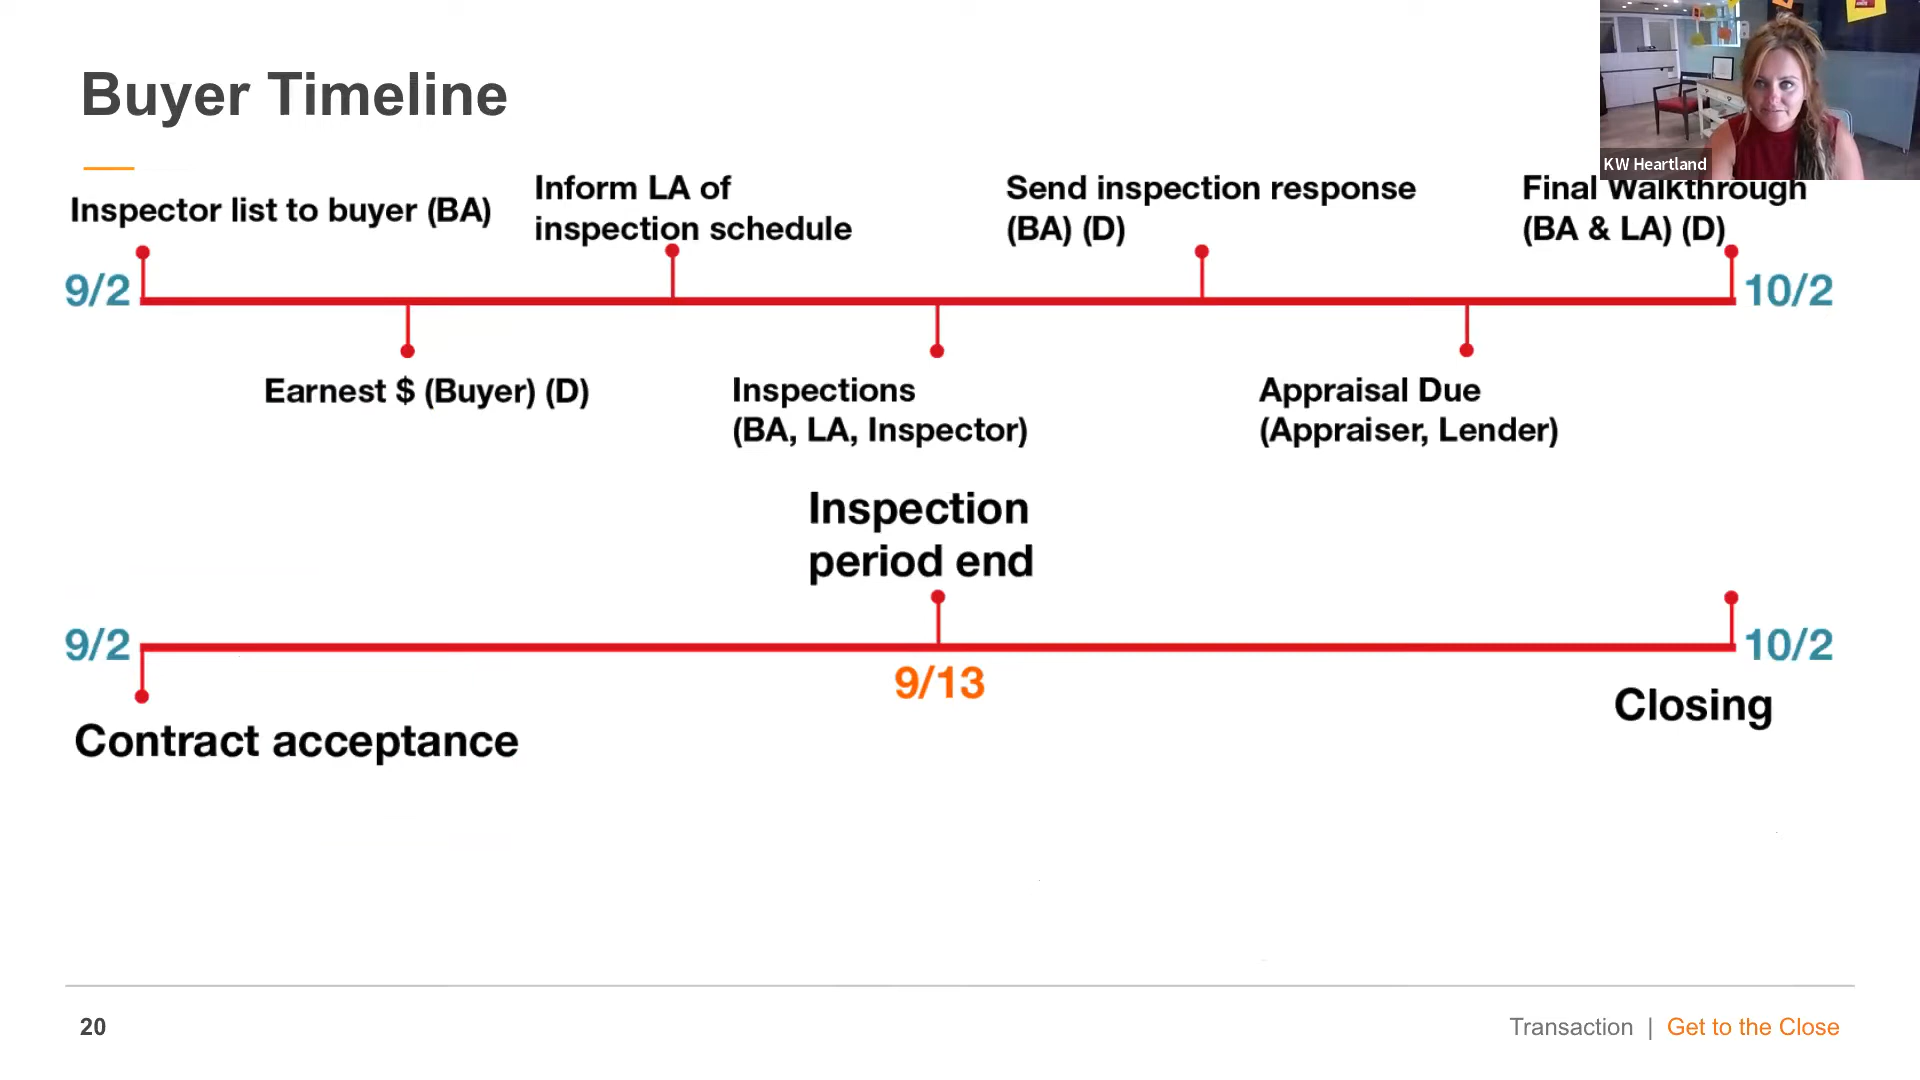 Buyer Timeline
KW Heartland
Inspector list to buyer (BA)
Inform LA of
inspection schedule
Send inspection response
(BA) (D)
Final Walkthrough
(BA & LA) (D)
9/2
10/2
Earnest $ (Buyer) (D)
Inspections
(BA, LA, Inspector)
Appraisal Due
(Appraiser, Lender)
Inspection
period end
9/2
10/2
9/13
Contract acceptance
Closing
20
Transaction | Get to the Close